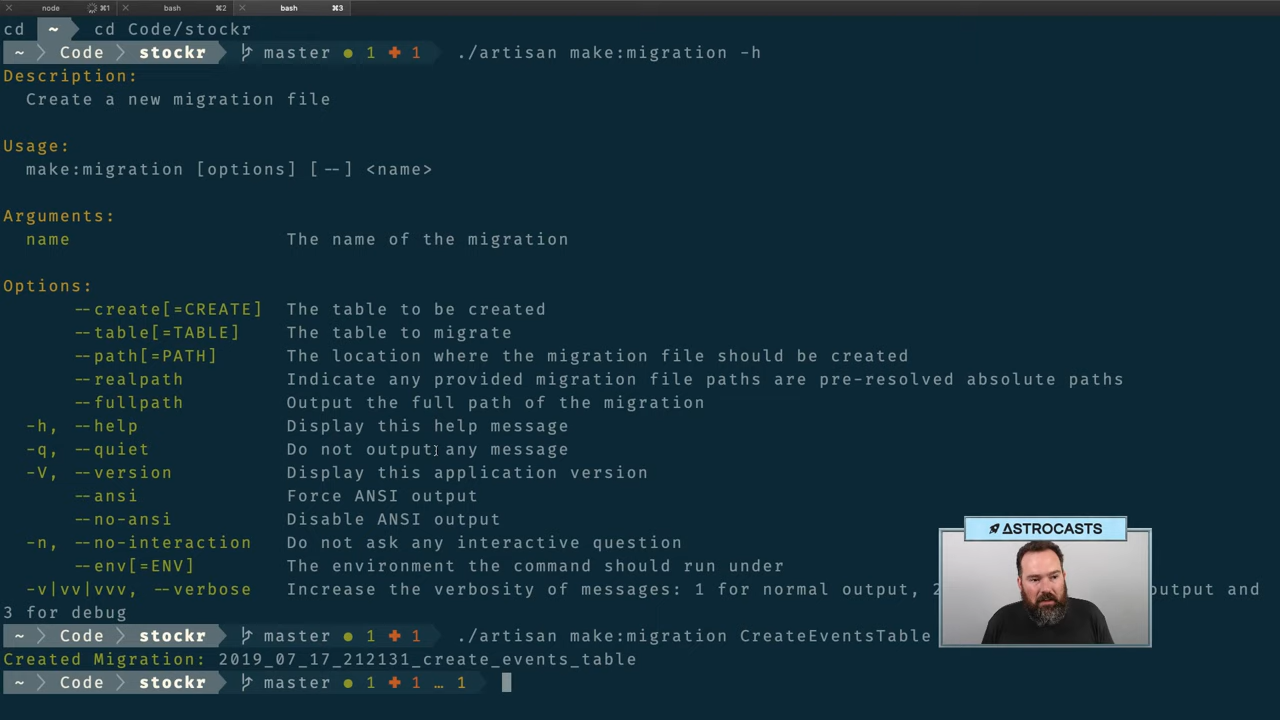 node ⌘1 bash ⌘2 bash ⌘3
cd ~ cd Code/stockr
~ Code stockr master ● 1 ✚ 1 ./artisan make:migration -h
Description:
Create a new migration file
Usage:
make:migration [options] [--] <name>
Arguments:
name The name of the migration
Options:
--create[=CREATE] The table to be created
--table[=TABLE] The table to migrate
--path[=PATH] The location where the migration file should be created
--realpath Indicate any provided migration file paths are pre-resolved absolute paths
--fullpath Output the full path of the migration
-h, --help Display this help message
-q, --quiet Do not output any message
-V, --version Display this application version
--ansi Force ANSI output
--no-ansi Disable ANSI output
-n, --no-interaction Do not ask any interactive question
--env[=ENV] The environment the command should run under
-v|vv|vvv, --verbose Increase the verbosity of messages: 1 for normal output, 2 output and
3 for debug
~ Code stockr master ● 1 ✚ 1 ./artisan make:migration CreateEventsTable
Created Migration: 2019_07_17_212131_create_events_table
~ Code stockr master ● 1 ✚ 1 … 1
ASTROCASTS